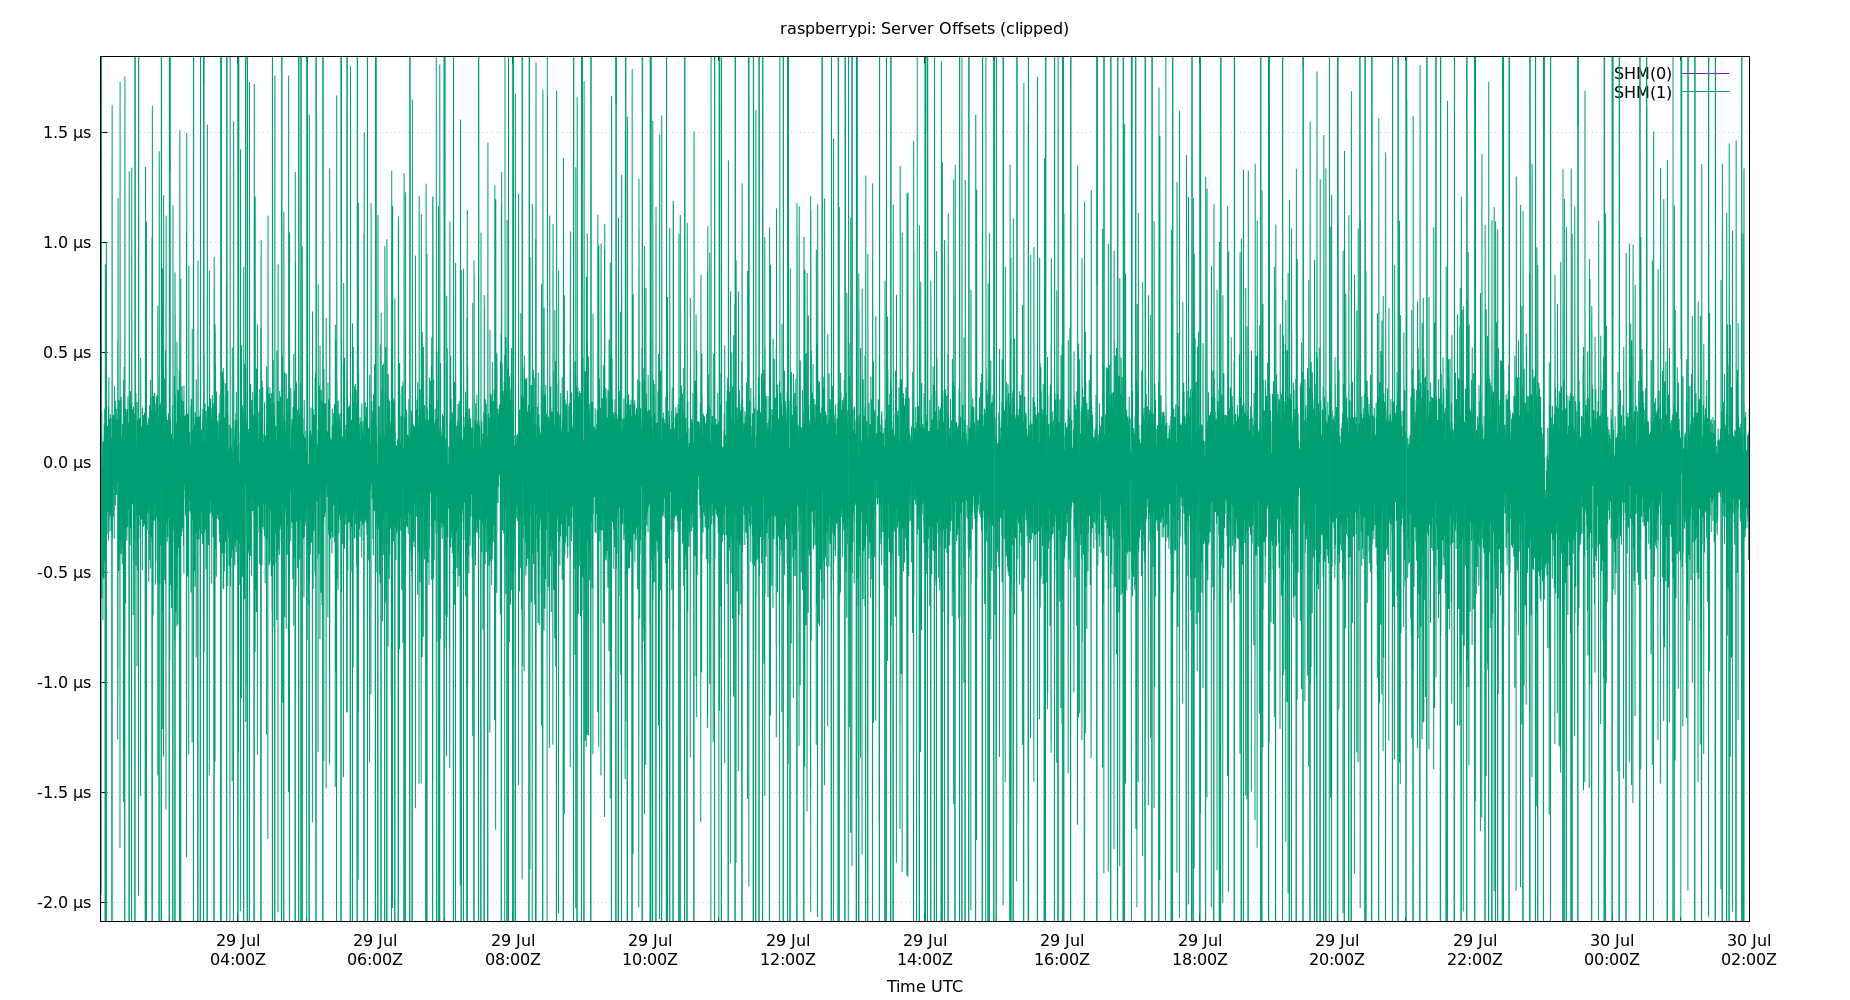 raspberrypi: Server Offsets (clipped)
SHM(0)
SHM(1)
1.5 µs
1.0 µs
0.5 µs
0.0 µs
-0.5 µs
-1.0 µs
-1.5 µs
-2.0 µs
29 Jul 29 Jul 29 Jul 29 Jul 29 Jul 29 Jul 29 Jul 29 Jul 29 Jul 29 Jul 30 Jul 30 Jul
04:00Z 06:00Z 08:00Z 10:00Z 12:00Z 14:00Z 16:00Z 18:00Z 20:00Z 22:00Z 00:00Z 02:00Z
Time UTC